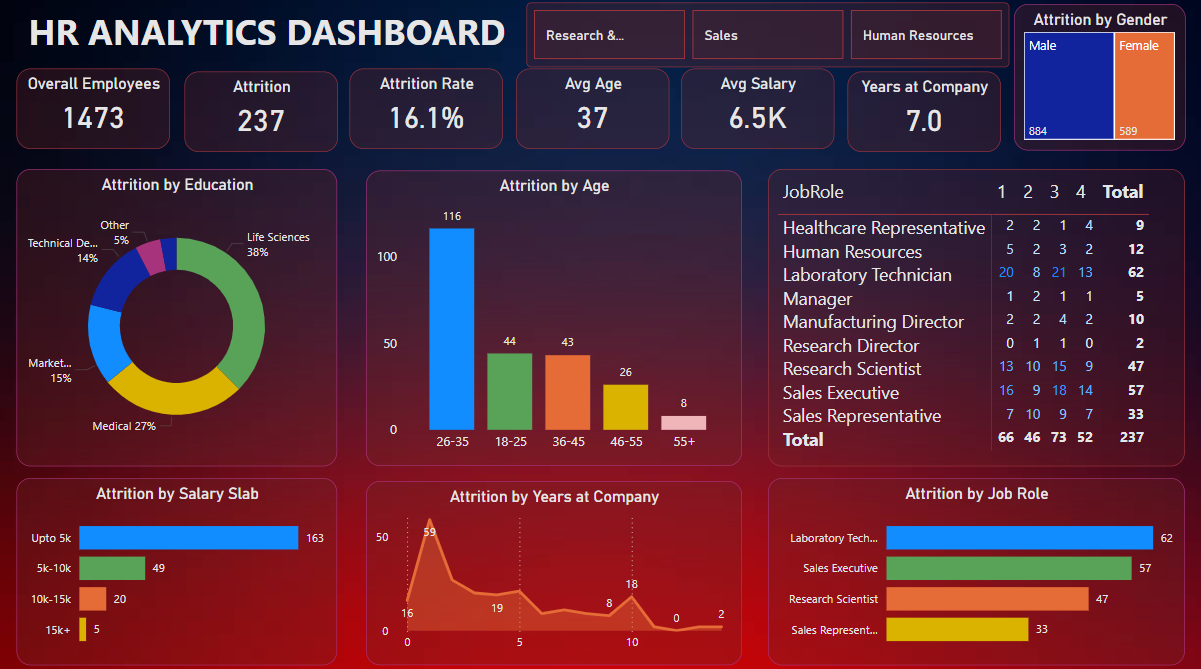 HR ANALYTICS DASHBOARD
Research &...
Sales
Human Resources
Attrition by Gender
Male
Female
884
589
Overall Employees
1473
Attrition
237
Attrition Rate
16.1%
Avg Age
37
Avg Salary
6.5K
Years at Company
7.0
Attrition by Education
Other
5%
Technical De...
14%
Life Sciences
38%
Market...
15%
Medical 27%
Attrition by Age
100
50
0
116
44
43
26
8
26-35 18-25 36-45 46-55 55+
JobRole 1 2 3 4 Total
Healthcare Representative 2 2 1 4 9
Human Resources 5 2 3 2 12
Laboratory Technician 20 8 21 13 62
Manager 1 2 1 1 5
Manufacturing Director 2 2 4 2 10
Research Director 0 1 1 0 2
Research Scientist 13 10 15 9 47
Sales Executive 16 9 18 14 57
Sales Representative 7 10 9 7 33
Total 66 46 73 52 237
Attrition by Salary Slab
Upto 5k 163
5k-10k 49
10k-15k 20
15k+ 5
Attrition by Years at Company
50
0
59
16
19
8
18
0
2
0 5 10
Attrition by Job Role
Laboratory Tech... 62
Sales Executive 57
Research Scientist 47
Sales Represent... 33